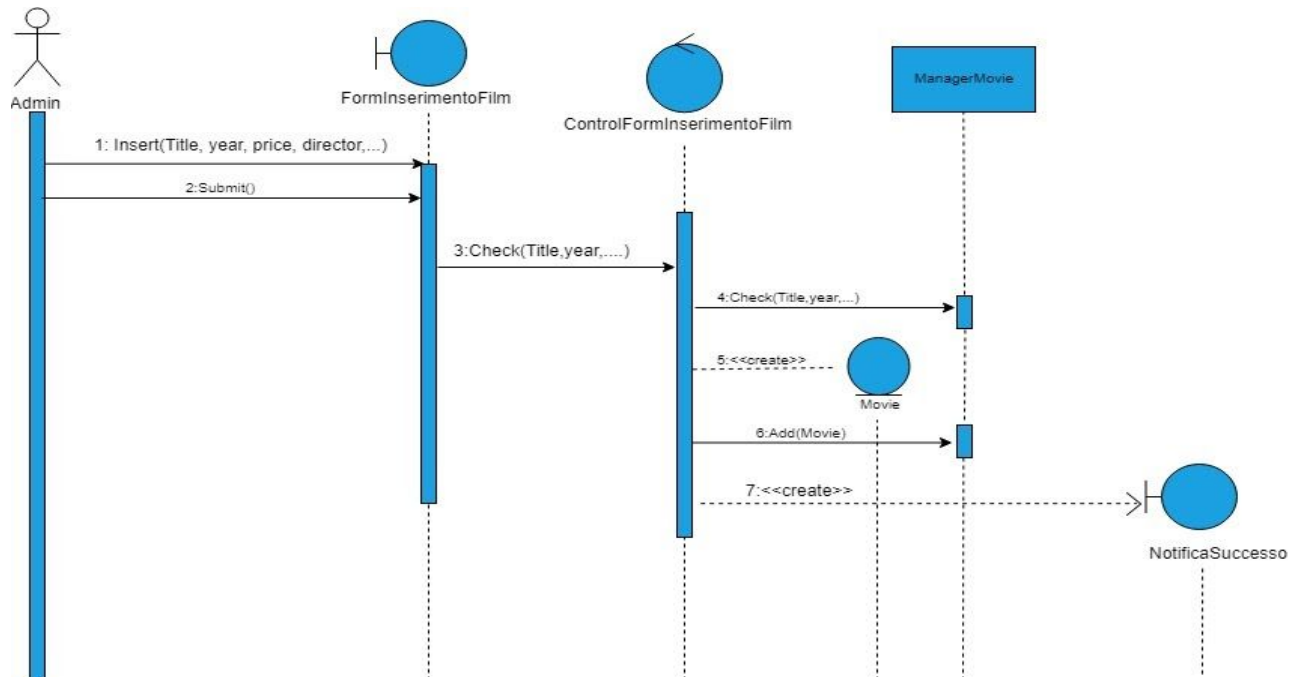 Admin
FormInserimentoFilm
ControlFormInserimentoFilm
ManagerMovie
1: Insert(Title, year, price, director,...)
2:Submit()
3:Check(Title,year,....)
4:Check(Title,year,...)
5:<<create>>
Movie
6:Add(Movie)
7:<<create>>
NotificaSuccesso